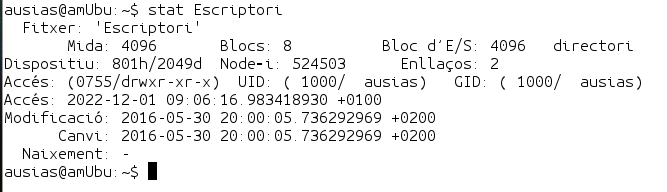 ausias@amUbu:~$ stat Escriptori
  Fitxer: 'Escriptori'
       Mida: 4096      	Blocs: 8          Bloc d´E/S: 4096   directori
Dispositiu: 801h/2049d	Node-i: 524503      Enllaços: 2
Accés: (0755/drwxr-xr-x)  UID: ( 1000/  ausias)   GID: ( 1000/  ausias)
Accés: 2022-12-01 09:06:16.983418930 +0100
Modificació: 2016-05-30 20:00:05.736292969 +0200
      Canvi: 2016-05-30 20:00:05.736292969 +0200
  Naixement: -
ausias@amUbu:~$